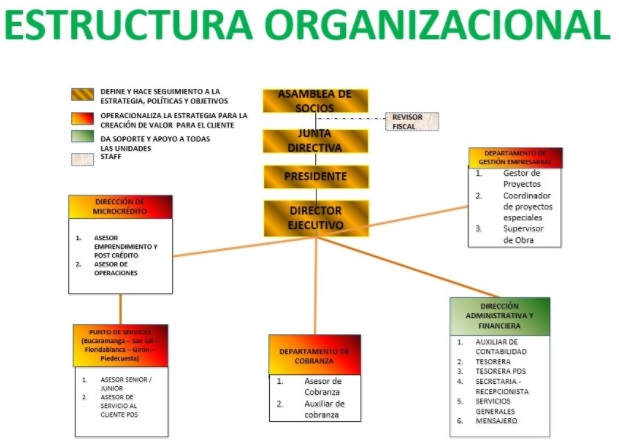 ESTRUCTURA ORGANIZACIONAL
DEFINE Y HACE SEGUIMIENTO A LA
ESTRATEGIA, POLÍTICAS Y OBJETIVOS
OPERACIONALIZA LA ESTRATEGIA PARA LA
CREACIÓN DE VALOR PARA EL CLIENTE
DA SOPORTE Y APOYO A TODAS
LAS UNIDADES
STAFF
ASAMBLEA DE
SOCIOS
REVISOR
FISCAL
JUNTA
DIRECTIVA
PRESIDENTE
DIRECTOR
EJECUTIVO
DEPARTAMENTO DE
GESTIÓN EMPRESARIAL
1. Gestor de
Proyectos
2. Coordinador
de proyectos
especiales
3. Supervisor
de Obra
DIRECCIÓN DE
MICROCRÉDITO
1. ASESOR
EMPRENDIMIENTO Y
POST CRÉDITO
2. ASESOR DE
OPERACIONES
PUNTO DE SERVICIO
(Bucaramanga – San Gil –
Floridablanca – Girón –
Piedecuesta)
1. ASESOR SENIOR /
JUNIOR
2. ASESOR DE
SERVICIO AL
CLIENTE PDS
DEPARTAMENTO DE
COBRANZA
1. Asesor de
Cobranza
2. Auxiliar de
cobranza
DIRECCIÓN
ADMINISTRATIVA Y
FINANCIERA
1. AUXILIAR DE
CONTABILIDAD
2. TESORERA
3. TESORERA PDS
4. SECRETARIA -
RECEPCIONISTA
5. SERVICIOS
GENERALES
6. MENSAJERO